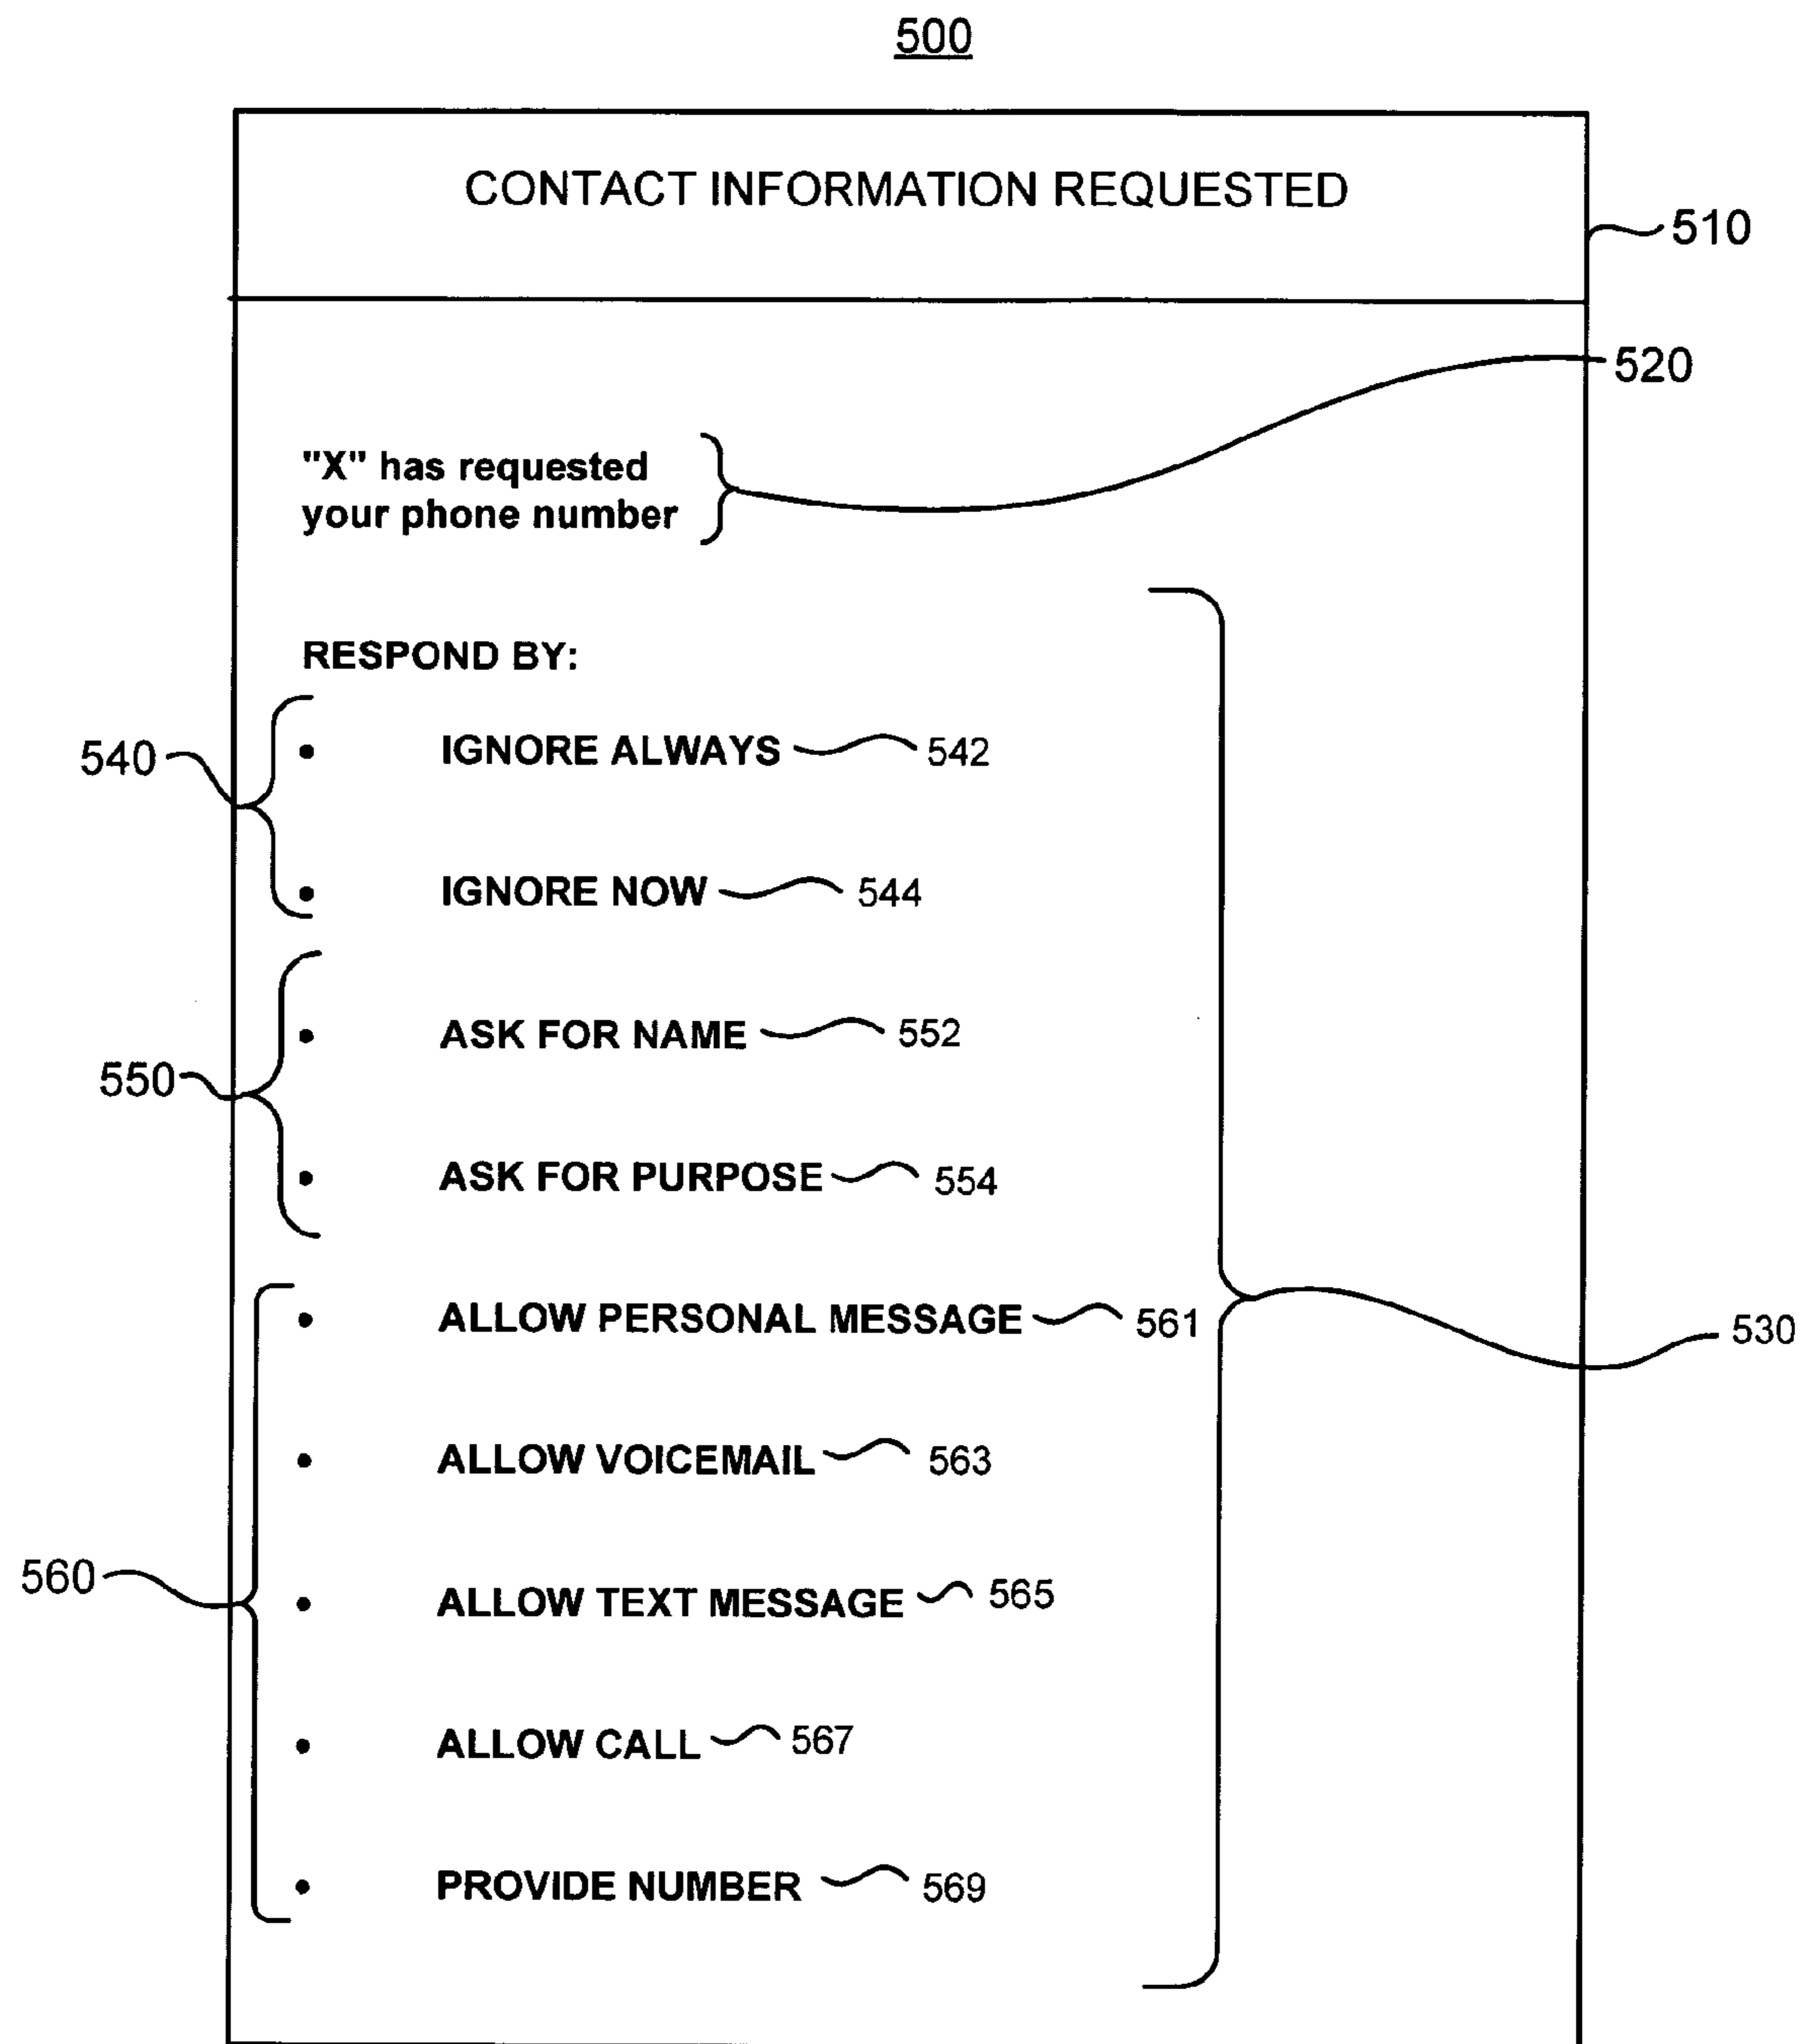 500
CONTACT INFORMATION REQUESTED
510
520
"X" has requested
your phone number
RESPOND BY:
540
• IGNORE ALWAYS 542
• IGNORE NOW 544
550
• ASK FOR NAME 552
• ASK FOR PURPOSE 554
• ALLOW PERSONAL MESSAGE 561
530
• ALLOW VOICEMAIL 563
560
• ALLOW TEXT MESSAGE 565
• ALLOW CALL 567
• PROVIDE NUMBER 569